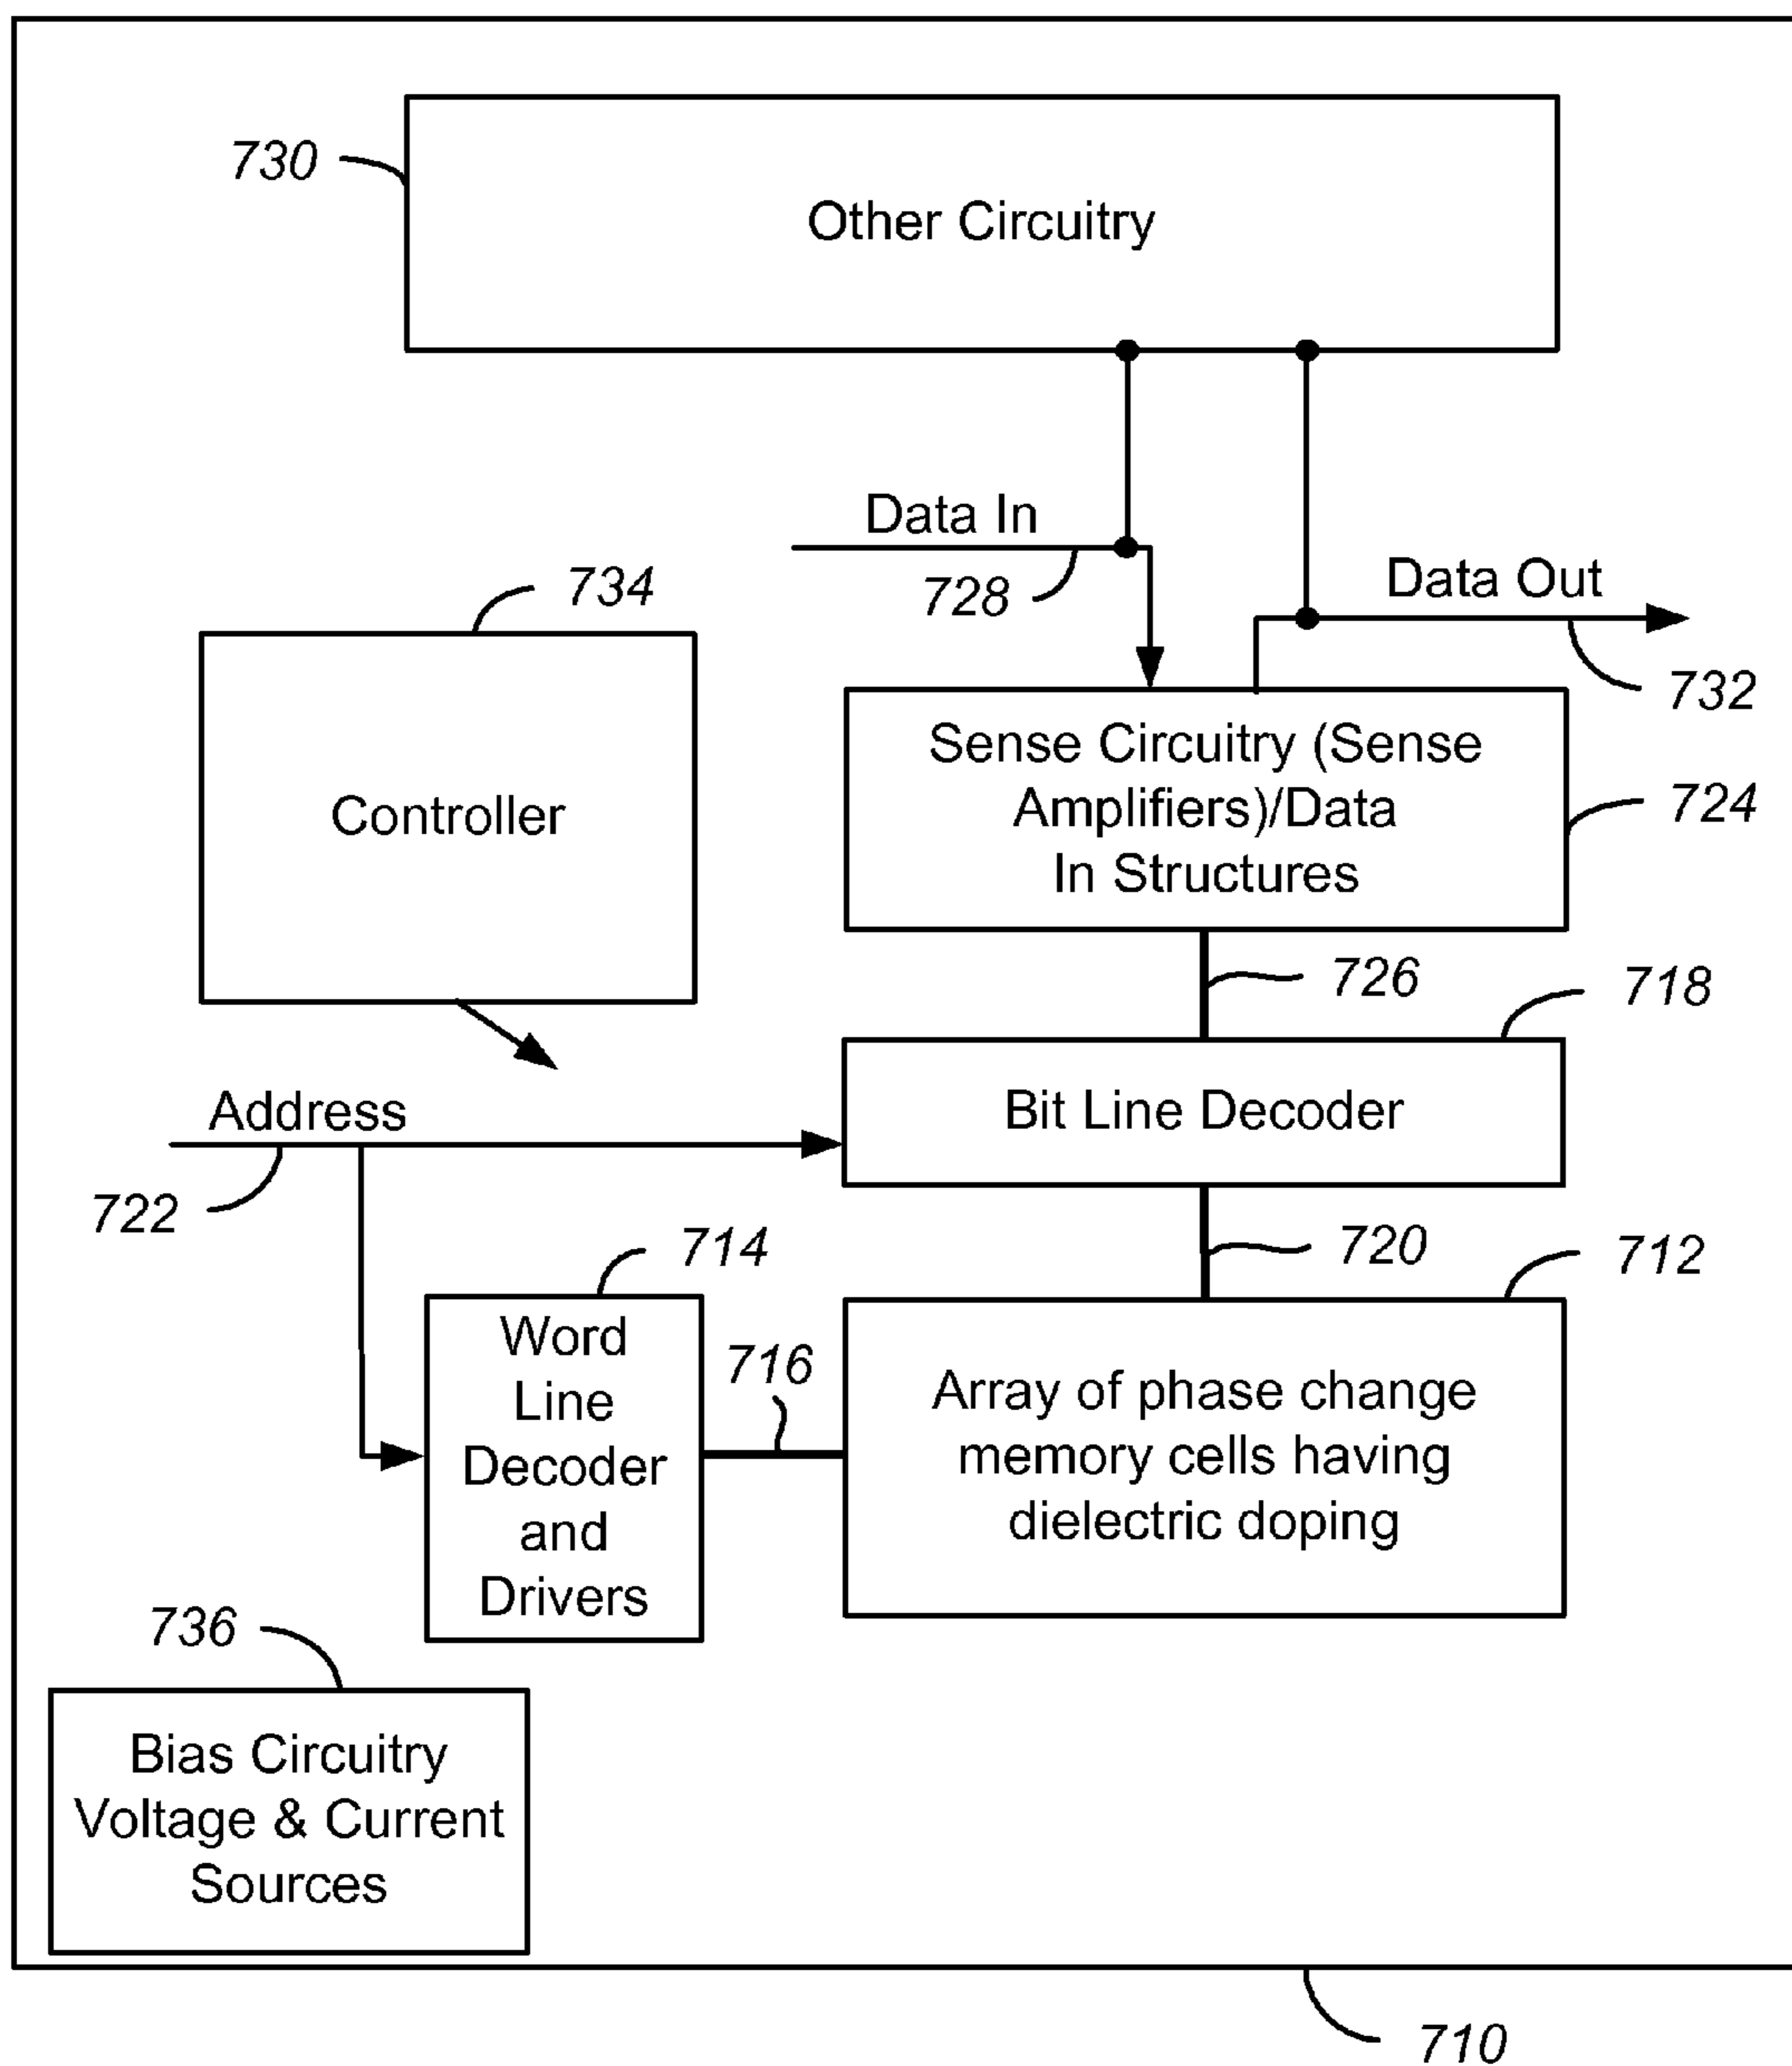 730
Other Circuitry
Data In
728
734
Data Out
732
Controller
Sense Circuitry (Sense
Amplifiers)/Data
In Structures
724
726
718
Address
722
Bit Line Decoder
714
720
712
716
Word
Line
Decoder
and
Drivers
Array of phase change
memory cells having
dielectric doping
736
Bias Circuitry
Voltage & Current
Sources
710